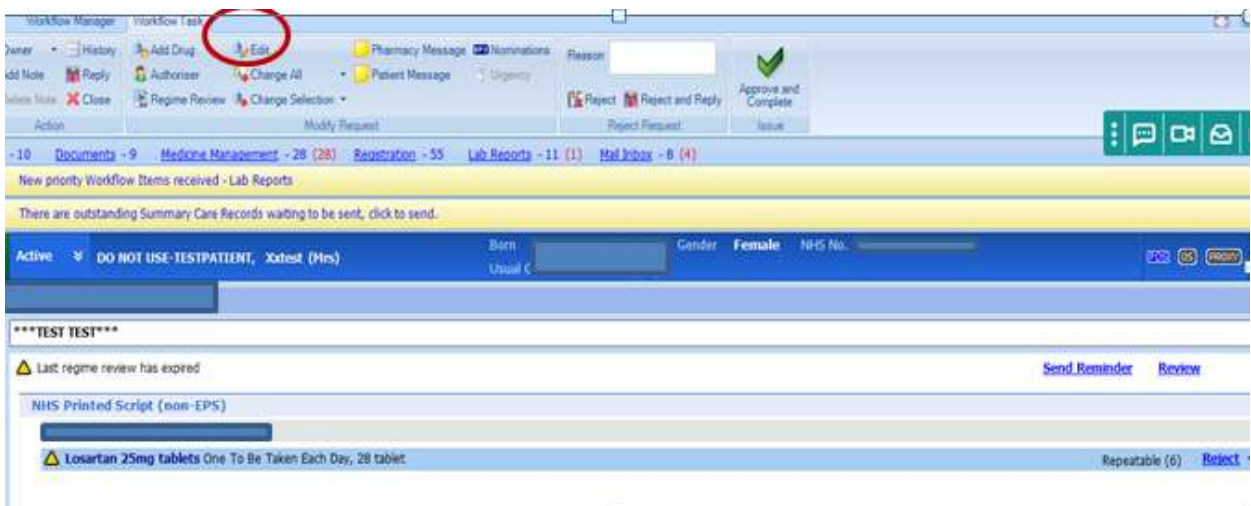 Workflow Manager Workflow Task
Owner History Add Drug Edit Pharmacy Message Nominations Reason
Add Note Reply Authoriser Change All Patient Message Urgency
Delete Note Close Regime Review Change Selection Reject Reject and Reply Approve and Complete
Action Modify Request Reject Request Issue
- 10 Documents - 9 Medicine Management - 28 (28) Registration - 55 Lab Reports - 11 (1) Mail Inbox - 8 (4)
New priority Workflow Items received - Lab Reports
There are outstanding Summary Care Records waiting to be sent, click to send.
Active DO NOT USE-TESTPATIENT, Xxtest (Mrs) Born Gender Female NHS No.
Usual OS PROXY
***TEST TEST***
Last regime review has expired Send Reminder Review
NHS Printed Script (non-EPS)
Losartan 25mg tablets One To Be Taken Each Day, 28 tablet Repeatable (6) Reject